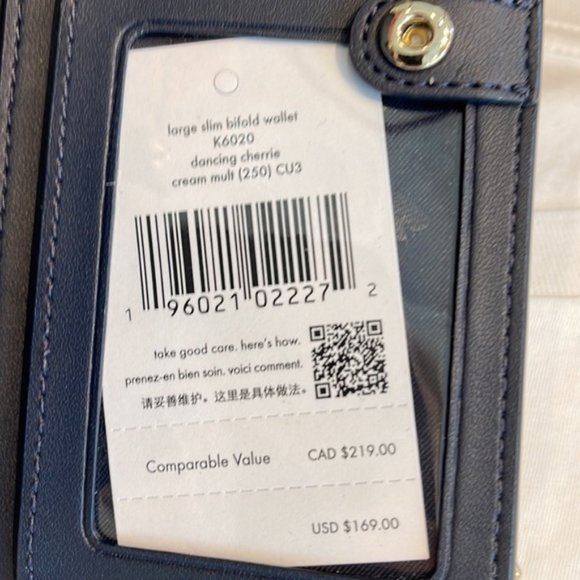 large slim bifold wallet
K6020
dancing cherrie
cream mult (250) CU3
1 96021 02227 2
take good care. here's how.
prenez-en bien soin. voici comment.
请妥善维护。这里是具体做法。
Comparable Value CAD $219.00
USD $169.00